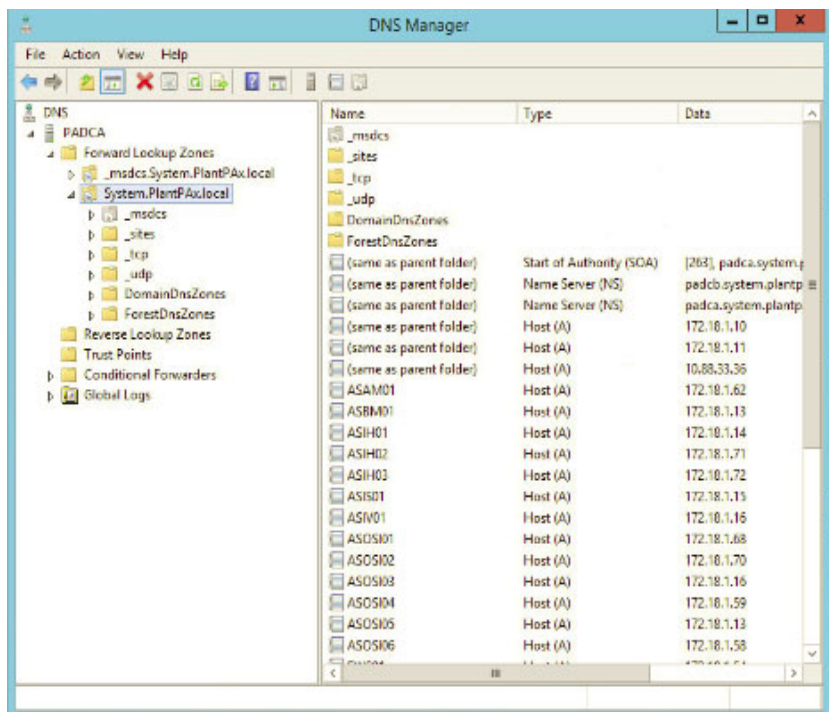 DNS Manager
File Action View Help
DNS
PADCA
Forward Lookup Zones
_msdcs.System.PlantPAx.local
System.PlantPAx.local
_msdcs
_sites
_tcp
_udp
DomainDnsZones
ForestDnsZones
Reverse Lookup Zones
Trust Points
Conditional Forwarders
Global Logs
Name Type Data
_msdcs
_sites
_tcp
_udp
DomainDnsZones
ForestDnsZones
(same as parent folder) Start of Authority (SOA) [263], padca.system.p
(same as parent folder) Name Server (NS) padcb.system.plantp
(same as parent folder) Name Server (NS) padca.system.plantp
(same as parent folder) Host (A) 172.18.1.10
(same as parent folder) Host (A) 172.18.1.11
(same as parent folder) Host (A) 10.88.33.36
ASAM01 Host (A) 172.18.1.62
ASBM01 Host (A) 172.18.1.13
ASIH01 Host (A) 172.18.1.14
ASIH02 Host (A) 172.18.1.71
ASIH03 Host (A) 172.18.1.72
ASIS01 Host (A) 172.18.1.15
ASIV01 Host (A) 172.18.1.16
ASOSI01 Host (A) 172.18.1.68
ASOSI02 Host (A) 172.18.1.70
ASOSI03 Host (A) 172.18.1.16
ASOSI04 Host (A) 172.18.1.59
ASOSI05 Host (A) 172.18.1.13
ASOSI06 Host (A) 172.18.1.58